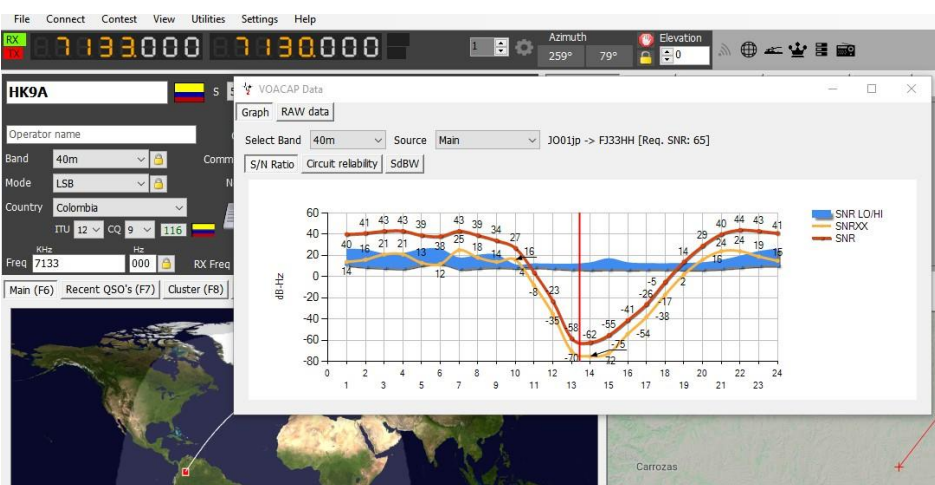 File Connect Contest View Utilities Settings Help
RX 7133.000 7130.000 1 Azimuth Elevation
TX 259° 79° 0
HK9A S
VOACAP Data
Graph RAW data
Operator name
Select Band 40m Source Main JO01jp -> FJ33HH [Req. SNR: 65]
S/N Ratio Circuit reliability SdBW
Band 40m Comm
Mode LSB N
Country Colombia
ITU 12 CQ 9 116
KHz Hz
Freq 7133 000 RX Freq
Main (F6) Recent QSO's (F7) Cluster (F8)
dB-Hz
60
40
20
0
-20
-40
-60
-80
40 41 43 43 39 38 43 39 34 27 16
14 16 21 21 13 12 25 18 14 4
-8 -23 -35 -58 -70 -62 -75 -55 -72 -41 -54 -26 -38 -5 -17 14 2 29 16 40 24 44 24 43 19 41 15
SNR LO/HI
SNRXX
SNR
0 2 4 6 8 10 12 14 16 18 20 22 24
1 3 5 7 9 11 13 15 17 19 21 23
Carrozas